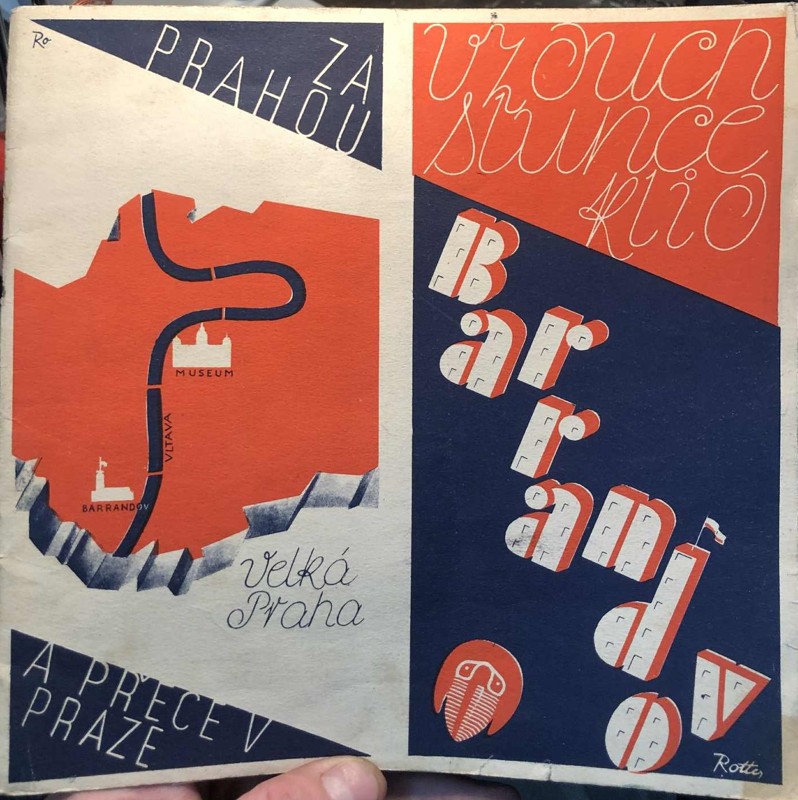 Ro
ZA
PRAHOU
MUSEUM
VLTAVA
BARRANDOV
Velká
Praha
A PŘECE V
PRAZE
vzduch
slunce
klid
Barrandov
Rotter